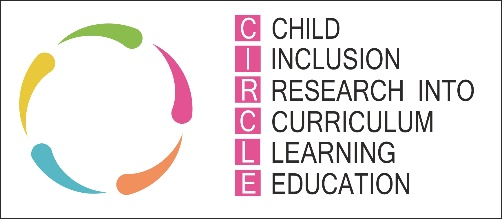 C CHILD
I INCLUSION
R RESEARCH INTO
C CURRICULUM
L LEARNING
E EDUCATION